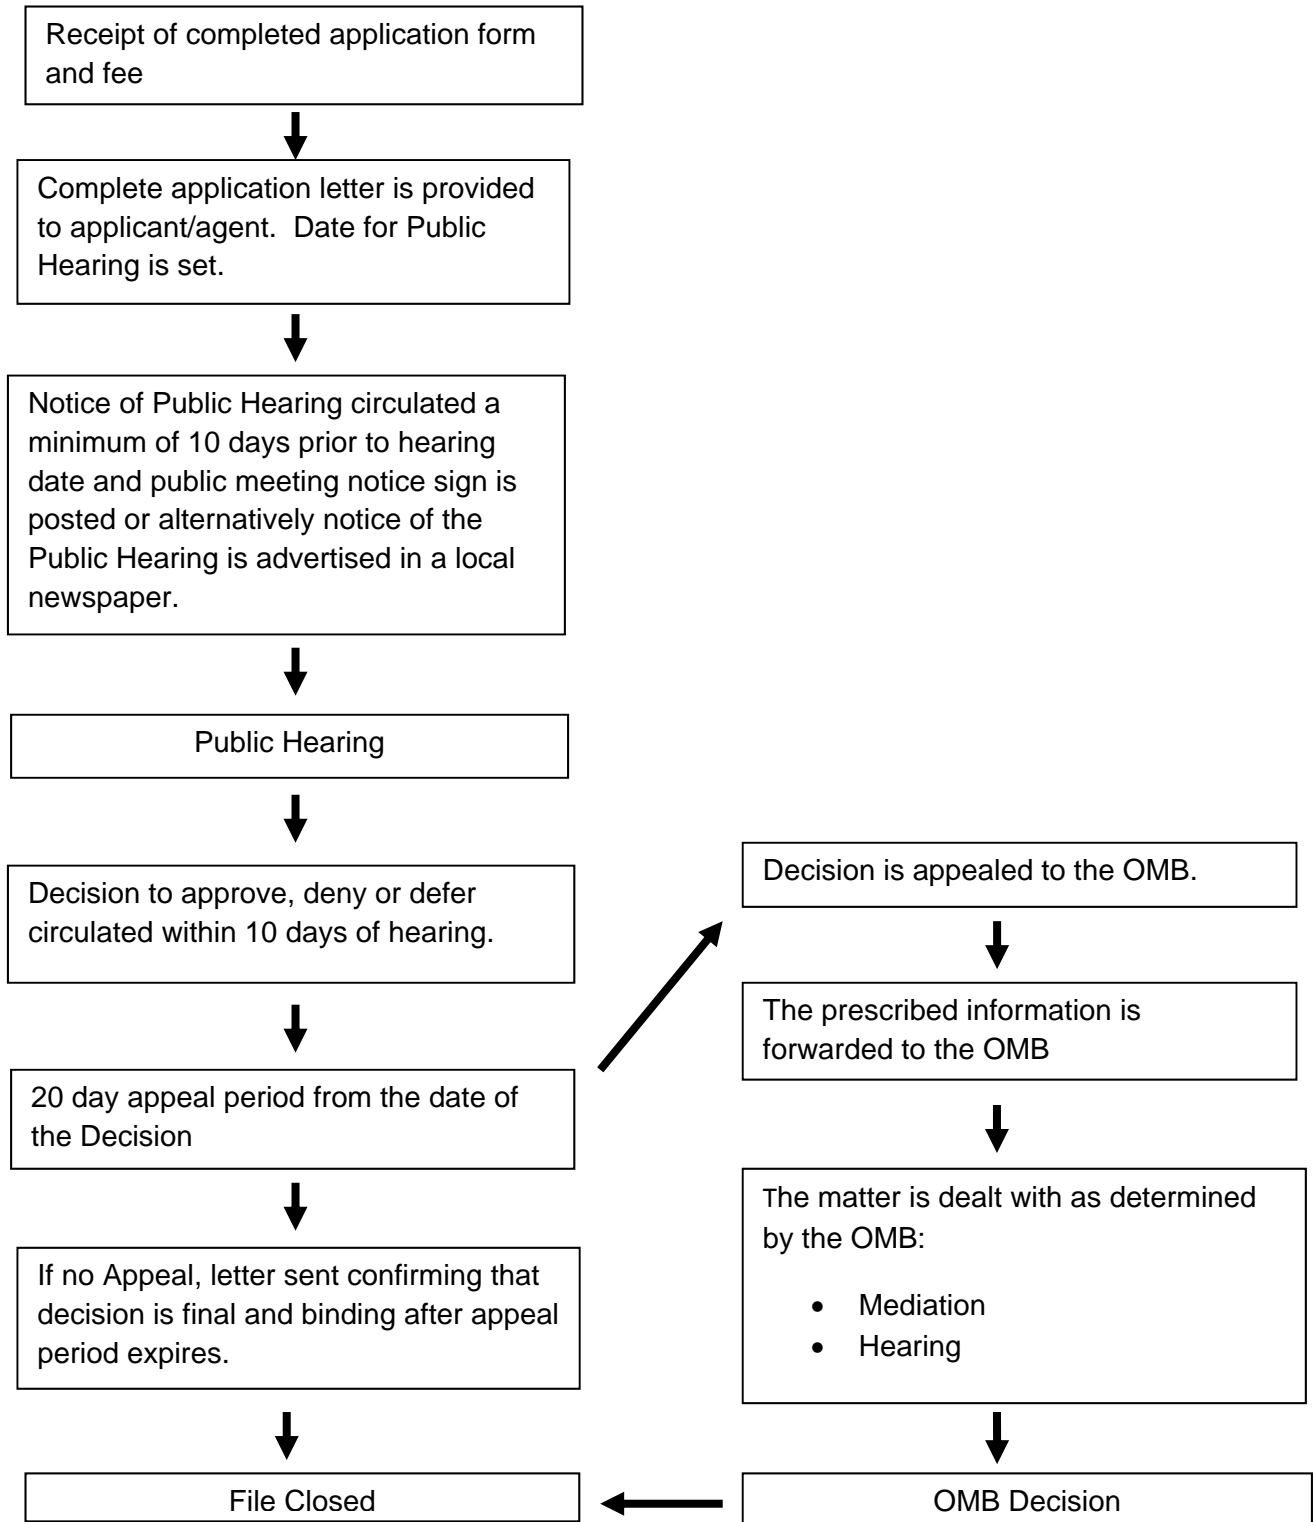 Receipt of completed application form
and fee
Complete application letter is provided
to applicant/agent.  Date for Public
Hearing is set.
Notice of Public Hearing circulated a
minimum of 10 days prior to hearing
date and public meeting notice sign is
posted or alternatively notice of the
Public Hearing is advertised in a local
newspaper.
Public Hearing
Decision to approve, deny or defer
circulated within 10 days of hearing.
20 day appeal period from the date of
the Decision
If no Appeal, letter sent confirming that
decision is final and binding after appeal
period expires.
File Closed
Decision is appealed to the OMB.
The prescribed information is
forwarded to the OMB
The matter is dealt with as determined
by the OMB:
• Mediation
• Hearing
OMB Decision